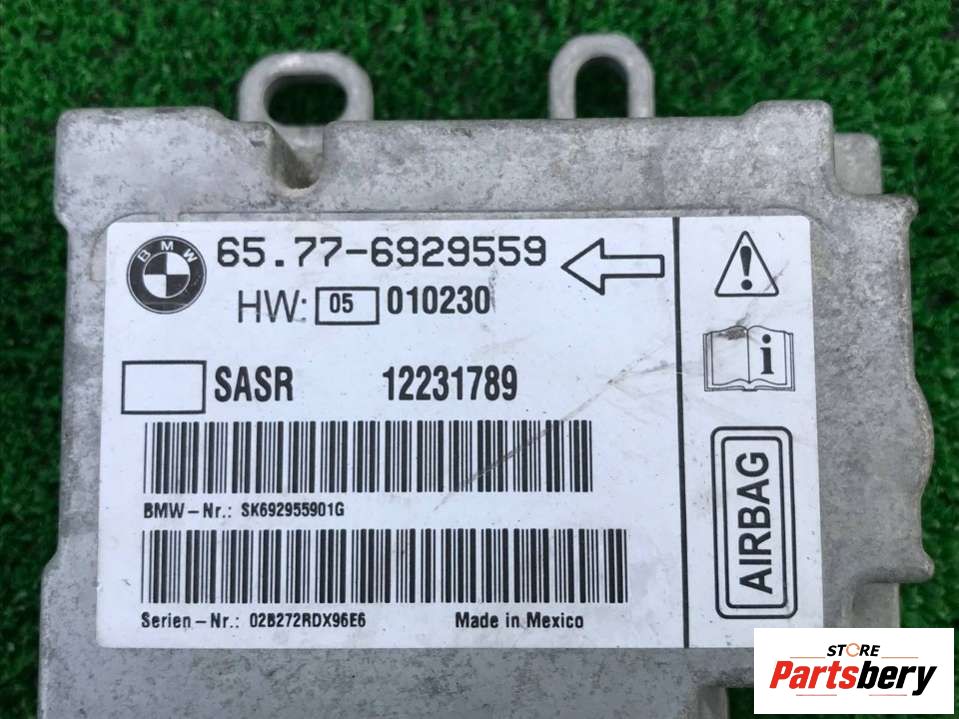 BMW
65.77-6929559
HW: 05 010230
SASR 12231789
BMW-Nr.: SK692955901G
Serien-Nr.: 02B272RDX96E6 Made in Mexico
!
i
AIRBAG
STORE
Partsbery